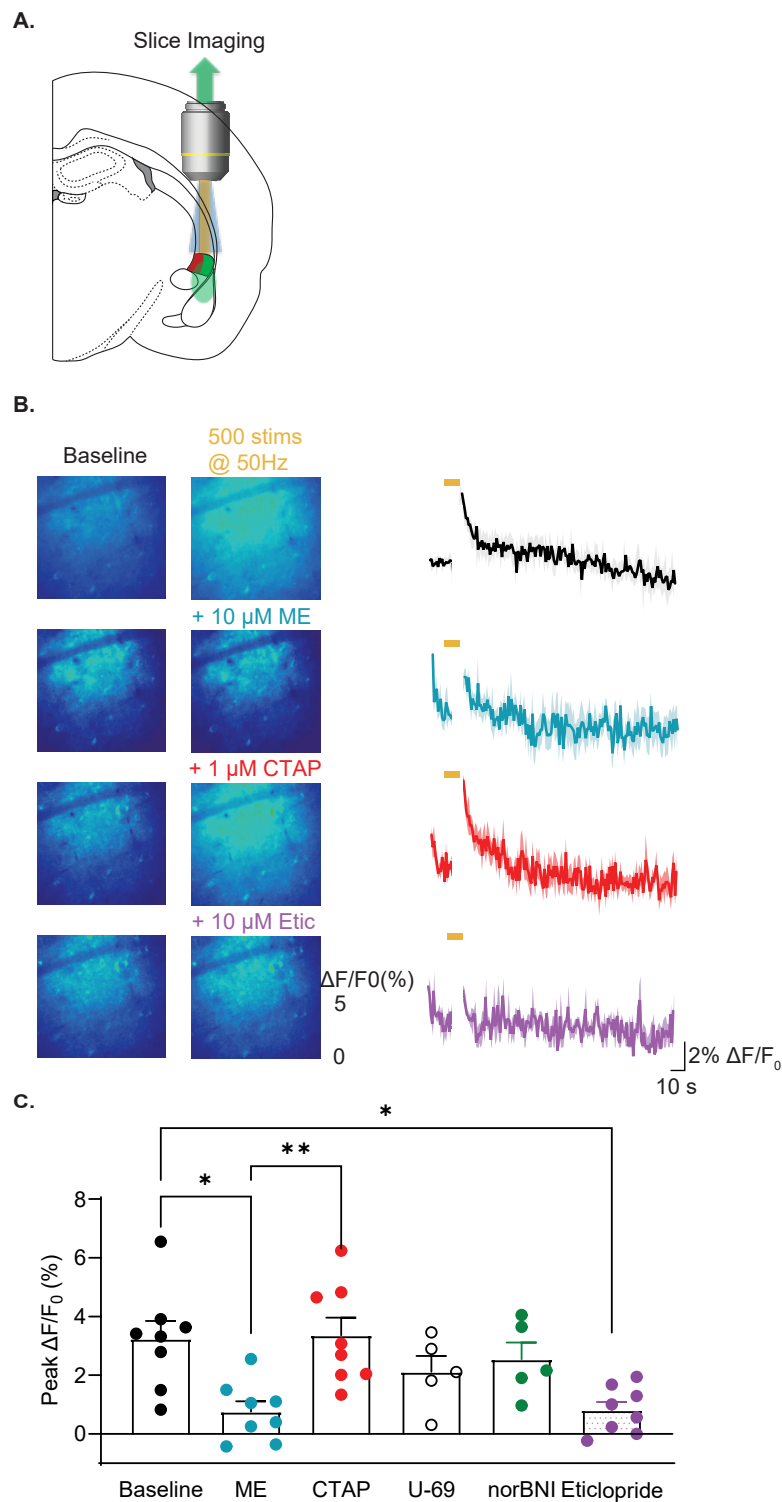 A.
Slice Imaging
B.
Baseline
500 stims
@ 50Hz
+ 10 µM ME
+ 1 µM CTAP
+ 10 µM Etic
ΔF/F0(%)
5
0
2% ΔF/F0
10 s
C.
*
**
*
8
6
4
2
0
Peak ΔF/F0 (%)
Baseline ME CTAP U-69 norBNI Eticlopride